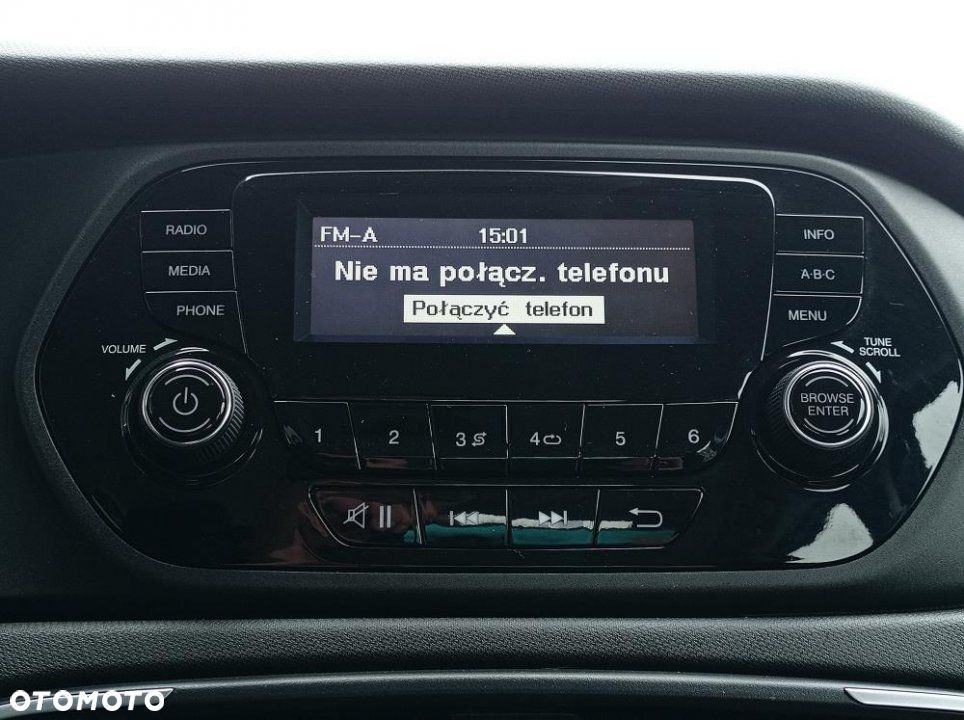 FM-A 15:01
Nie ma połącz. telefonu
Połączyć telefon
RADIO
MEDIA
PHONE
INFO
A·B·C
MENU
VOLUME
TUNE
SCROLL
BROWSE
ENTER
1 2 3 4 5 6
OTOMOTO